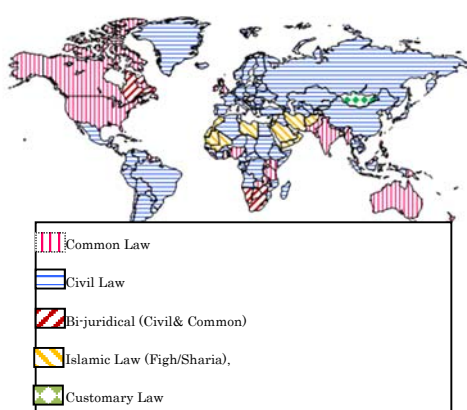 Common Law
Civil Law
Bi-juridical (Civil& Common)
Islamic Law (Figh/Sharia),
Customary Law